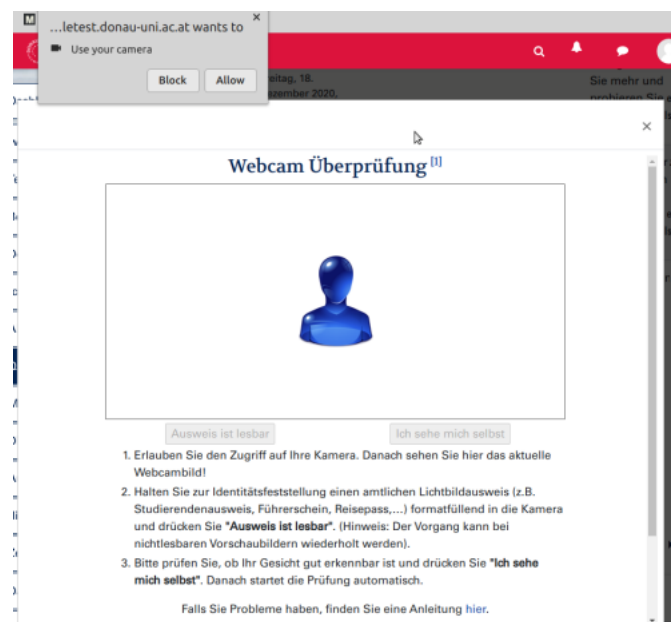 M
...letest.donau-uni.ac.at wants to
×
Use your camera
Block Allow
eitag, 18.
ezember 2020,
Sie mehr und
probieren Sie
×
Webcam Überprüfung [1]
Ausweis ist lesbar Ich sehe mich selbst
1. Erlauben Sie den Zugriff auf Ihre Kamera. Danach sehen Sie hier das aktuelle
Webcambild!
2. Halten Sie zur Identitätsfeststellung einen amtlichen Lichtbildausweis (z.B.
Studierendenausweis, Führerschein, Reisepass,...) formatfüllend in die Kamera
und drücken Sie "Ausweis ist lesbar". (Hinweis: Der Vorgang kann bei
nichtlesbaren Vorschaubildern wiederholt werden).
3. Bitte prüfen Sie, ob Ihr Gesicht gut erkennbar ist und drücken Sie "Ich sehe
mich selbst". Danach startet die Prüfung automatisch.
Falls Sie Probleme haben, finden Sie eine Anleitung hier.